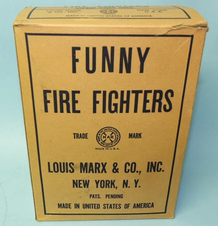 FUNNY
FIRE FIGHTERS
TRADE MARK
LOUIS MARX & CO., INC.
NEW YORK, N. Y.
PATS. PENDING
MADE IN UNITED STATES OF AMERICA